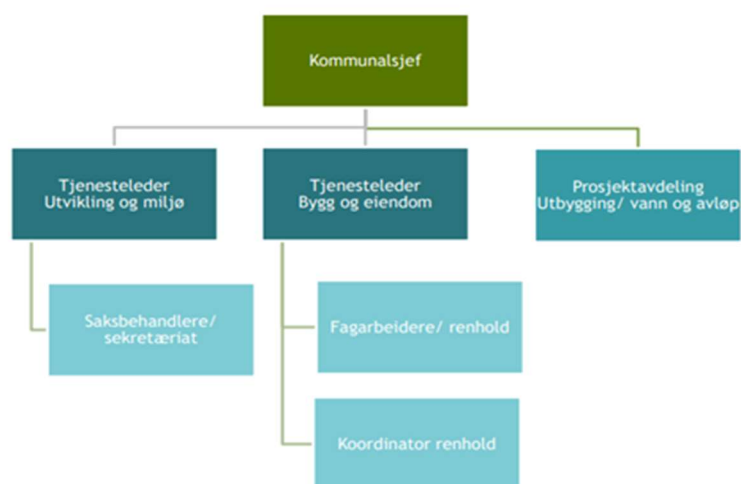 Kommunalsjef
Tjenesteleder
Utvikling og miljø
Tjenesteleder
Bygg og eiendom
Prosjektavdeling
Utbygging/ vann og avløp
Saksbehandlere/
sekretæriat
Fagarbeidere/ renhold
Koordinator renhold